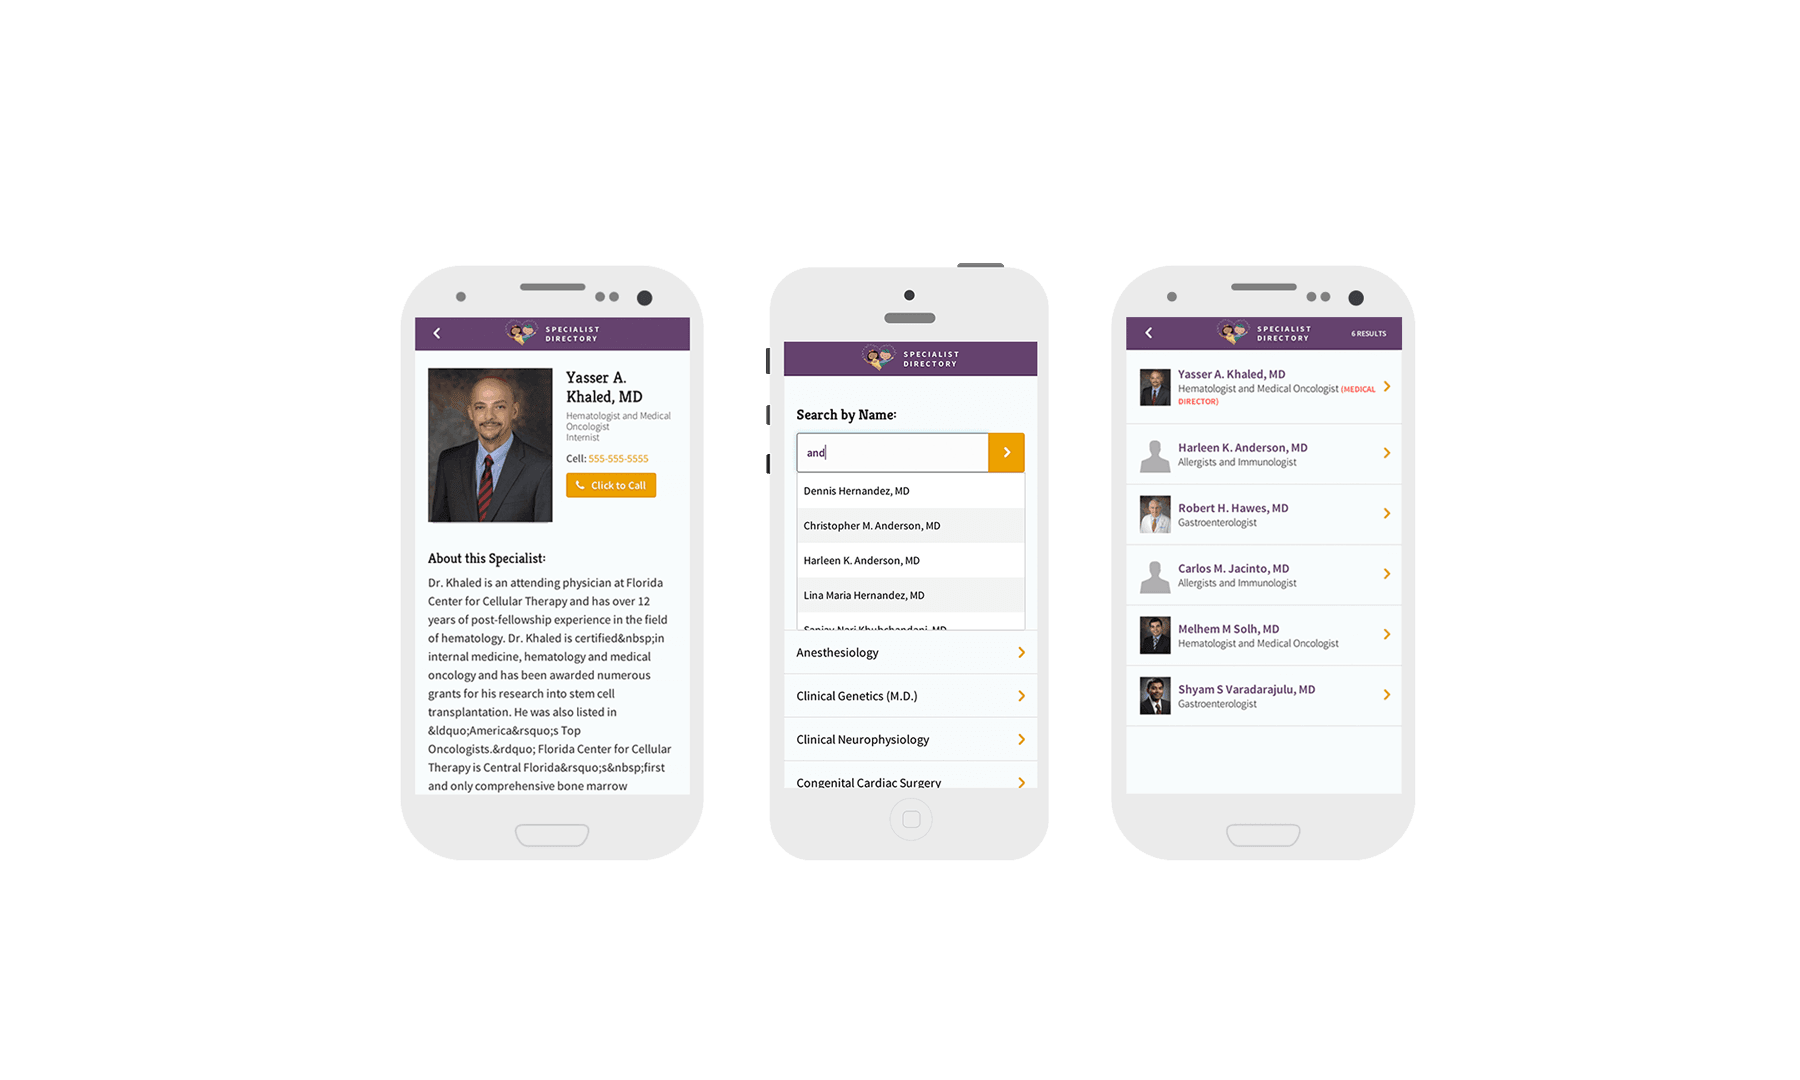 SPECIALIST
DIRECTORY
Yasser A.
Khaled, MD
Hematologist and Medical
Oncologist
Internist
Cell: 555-555-5555
Click to Call
About this Specialist:
Dr. Khaled is an attending physician at Florida
Center for Cellular Therapy and has over 12
years of post-fellowship experience in the field
of hematology. Dr. Khaled is certified&nbsp;in
internal medicine, hematology and medical
oncology and has been awarded numerous
grants for his research into stem cell
transplantation. He was also listed in
&ldquo;America&rsquo;s Top
Oncologists.&rdquo; Florida Center for Cellular
Therapy is Central Florida&rsquo;s&nbsp;first
and only comprehensive bone marrow
SPECIALIST
DIRECTORY
Search by Name:
and
Dennis Hernandez, MD
Christopher M. Anderson, MD
Harleen K. Anderson, MD
Lina Maria Hernandez, MD
Sanjay Nari Khubchandani, MD
Anesthesiology
Clinical Genetics (M.D.)
Clinical Neurophysiology
Congenital Cardiac Surgery
SPECIALIST
DIRECTORY
6 RESULTS
Yasser A. Khaled, MD
Hematologist and Medical Oncologist (MEDICAL
DIRECTOR)
Harleen K. Anderson, MD
Allergists and Immunologist
Robert H. Hawes, MD
Gastroenterologist
Carlos M. Jacinto, MD
Allergists and Immunologist
Melhem M Solh, MD
Hematologist and Medical Oncologist
Shyam S Varadarajulu, MD
Gastroenterologist